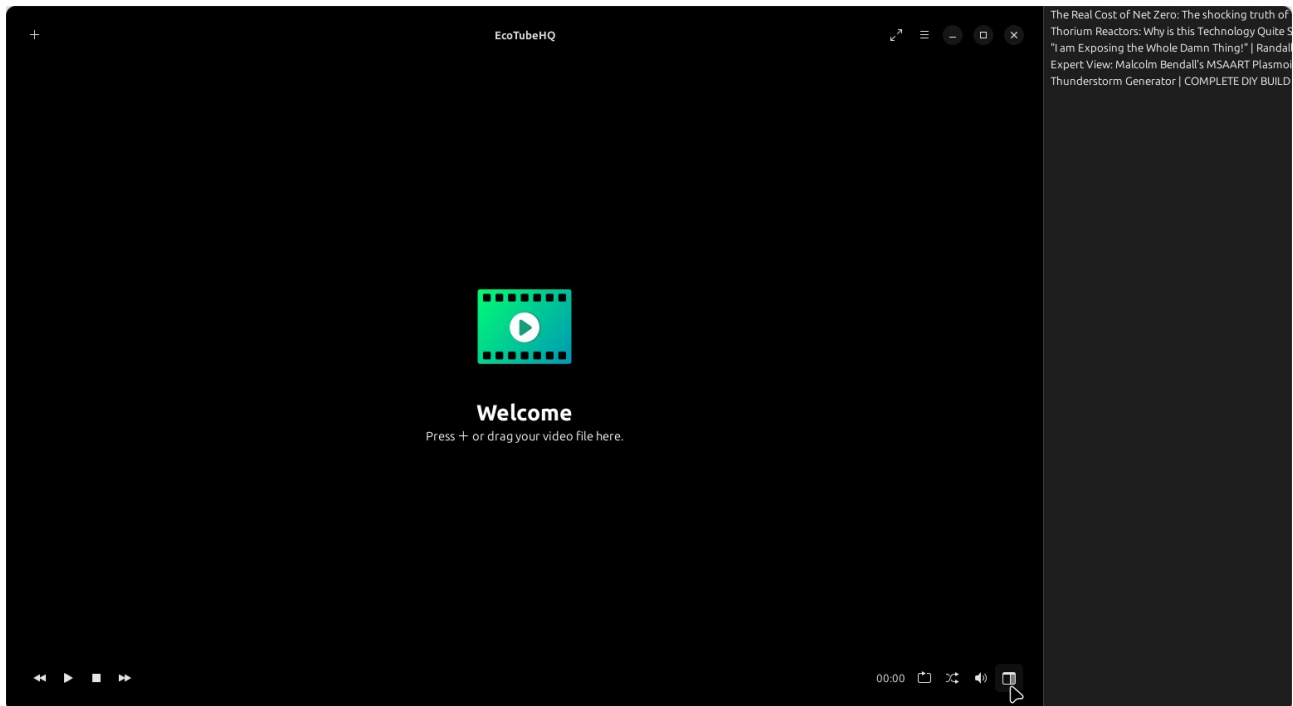 EcoTubeHQ
Welcome
Press + or drag your video file here.
00:00
The Real Cost of Net Zero: The shocking truth of
Thorium Reactors: Why is this Technology Quite S
"I am Exposing the Whole Damn Thing!" | Randall
Expert View: Malcolm Bendall's MSAART Plasmoi
Thunderstorm Generator | COMPLETE DIY BUILD